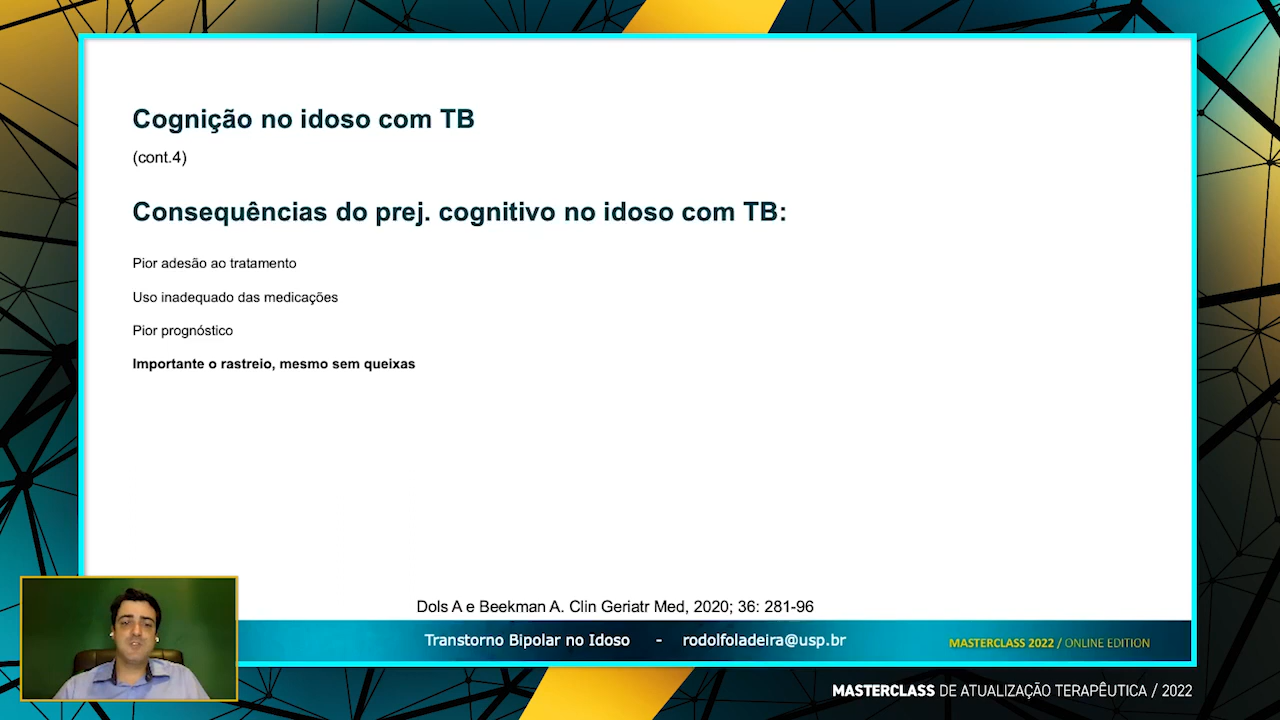 Cognição no idoso com TB
(cont.4)
Consequências do prej. cognitivo no idoso com TB:
Pior adesão ao tratamento
Uso inadequado das medicações
Pior prognóstico
Importante o rastreio, mesmo sem queixas
Dols A e Beekman A. Clin Geriatr Med, 2020; 36: 281-96
Transtorno Bipolar no Idoso - rodolfoladeira@usp.br
MASTERCLASS 2022 / ONLINE EDITION
MASTERCLASS DE ATUALIZAÇÃO TERAPÊUTICA / 2022